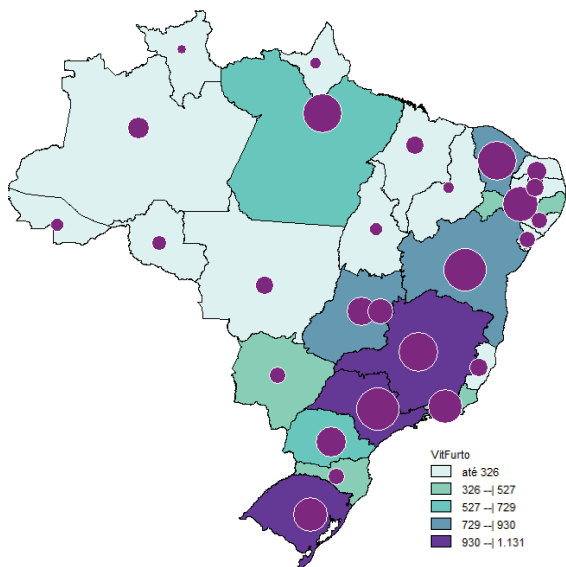 VitFurto
até 326
326 --| 527
527 --| 729
729 --| 930
930 --| 1.131